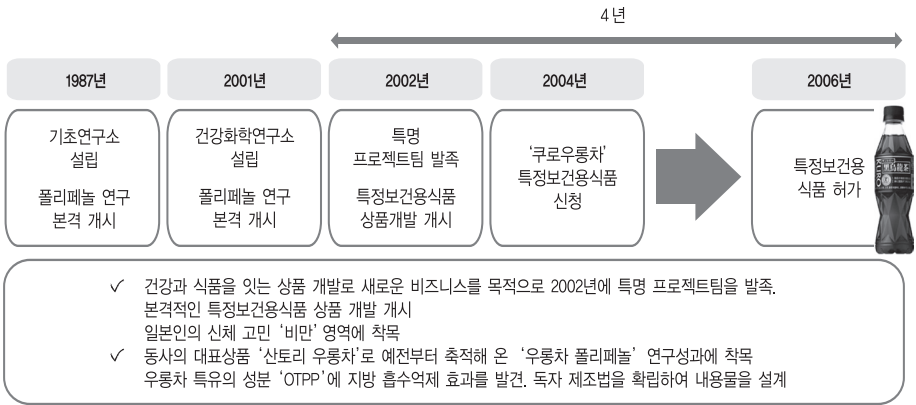 4년
1987년
2001년
2002년
2004년
2006년
기초연구소
설립
폴리페놀 연구
본격 개시
건강화학연구소
설립
폴리페놀 연구
본격 개시
특명
프로젝트팀 발족
특정보건용식품
상품개발 개시
‘쿠로우롱차’
특정보건용식품
신청
특정보건용
식품 허가
KURO
黒烏龍茶
✓ 건강과 식품을 잇는 상품 개발로 새로운 비즈니스를 목적으로 2002년에 특명 프로젝트팀을 발족.
본격적인 특정보건용식품 상품 개발 개시
일본인의 신체 고민 ‘비만’ 영역에 착목
✓ 동사의 대표상품 ‘산토리 우롱차’로 예전부터 축적해 온 ‘우롱차 폴리페놀’ 연구성과에 착목
우롱차 특유의 성분 ‘OTPP’에 지방 흡수억제 효과를 발견. 독자 제조법을 확립하여 내용물을 설계